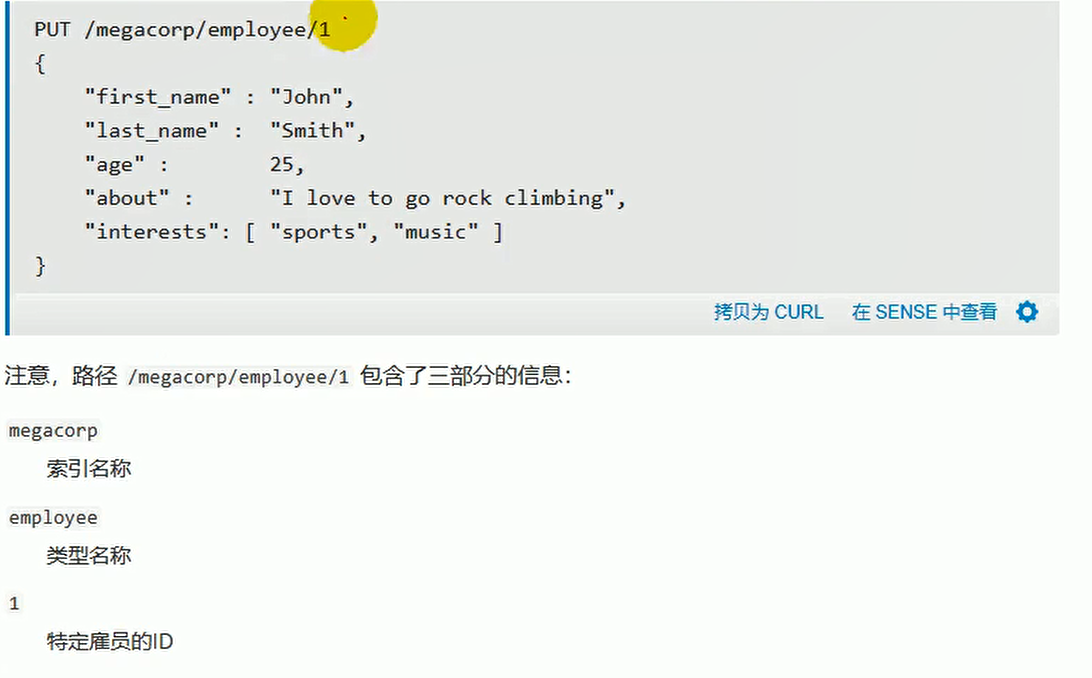 PUT /megacorp/employee/1
{
    "first_name" : "John",
    "last_name" :  "Smith",
    "age" :        25,
    "about" :      "I love to go rock climbing",
    "interests": [ "sports", "music" ]
}
拷贝为 CURL 在 SENSE 中查看
注意，路径 /megacorp/employee/1 包含了三部分的信息：
megacorp
索引名称
employee
类型名称
1
特定雇员的ID